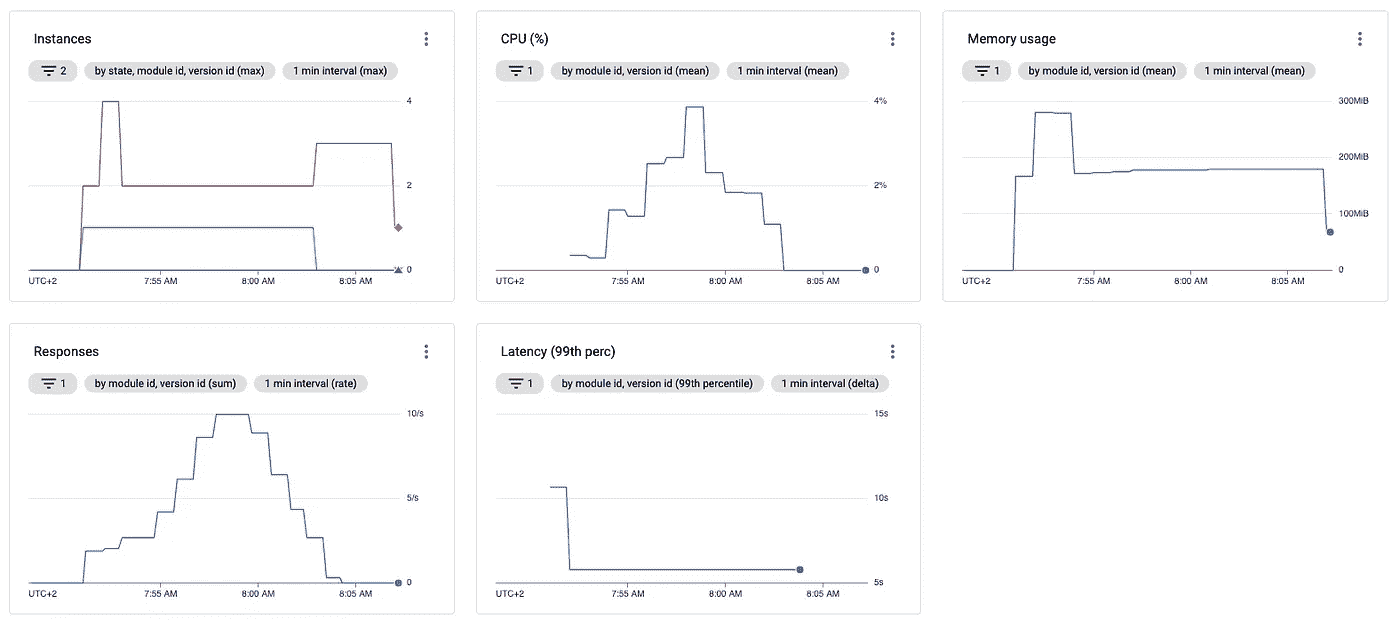 Instances
2 by state, module id, version id (max) 1 min interval (max)
4
2
0
UTC+2 7:55 AM 8:00 AM 8:05 AM
CPU (%)
1 by module id, version id (mean) 1 min interval (mean)
4%
2%
0
UTC+2 7:55 AM 8:00 AM 8:05 AM
Memory usage
1 by module id, version id (mean) 1 min interval (mean)
300MiB
200MiB
100MiB
0
UTC+2 7:55 AM 8:00 AM 8:05 AM
Responses
1 by module id, version id (sum) 1 min interval (rate)
10/s
5/s
0
UTC+2 7:55 AM 8:00 AM 8:05 AM
Latency (99th perc)
1 by module id, version id (99th percentile) 1 min interval (delta)
15s
10s
5s
UTC+2 7:55 AM 8:00 AM 8:05 AM